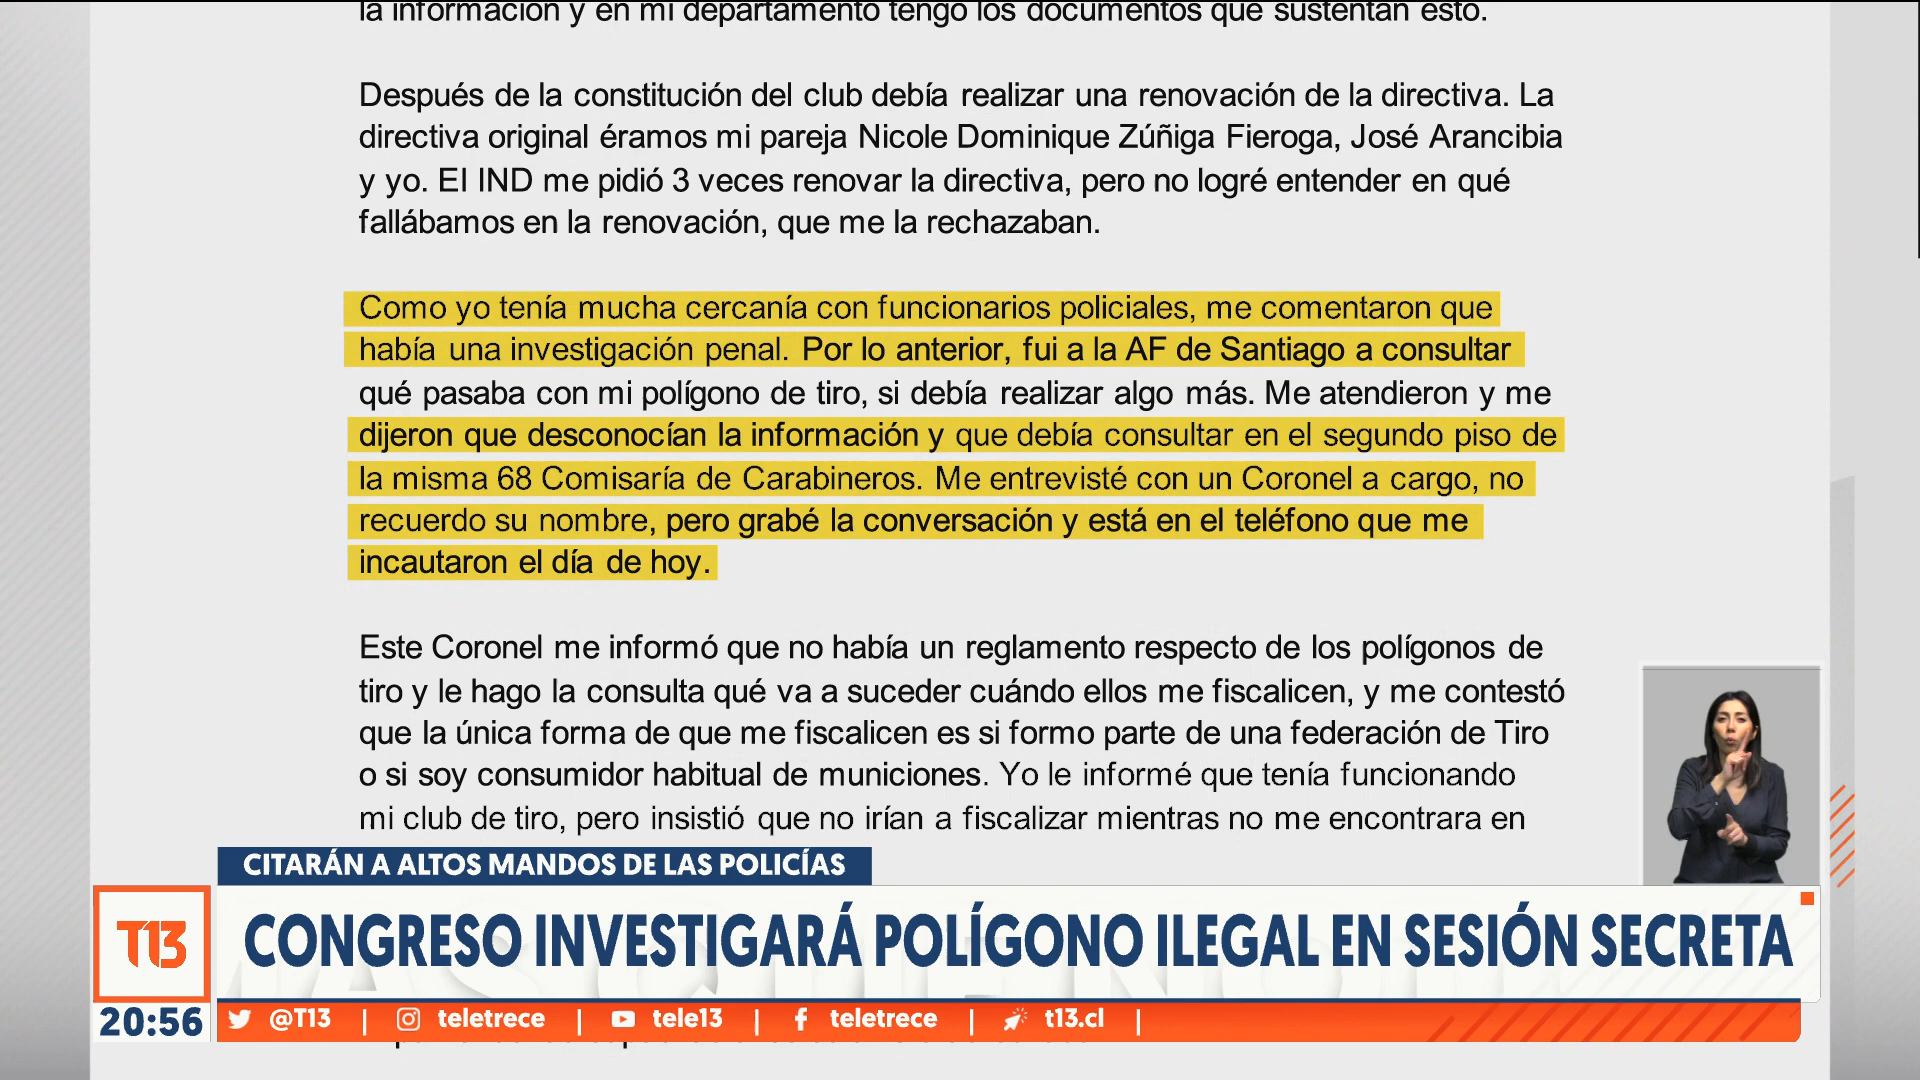 la información y en mi departamento tengo los documentos que sustentan esto.
Después de la constitución del club debía realizar una renovación de la directiva. La
directiva original éramos mi pareja Nicole Dominique Zúñiga Fieroga, José Arancibia
y yo. El IND me pidió 3 veces renovar la directiva, pero no logré entender en qué
fallábamos en la renovación, que me la rechazaban.
Como yo tenía mucha cercanía con funcionarios policiales, me comentaron que
había una investigación penal. Por lo anterior, fui a la AF de Santiago a consultar
qué pasaba con mi polígono de tiro, si debía realizar algo más. Me atendieron y me
dijeron que desconocían la información y que debía consultar en el segundo piso de
la misma 68 Comisaría de Carabineros. Me entrevisté con un Coronel a cargo, no
recuerdo su nombre, pero grabé la conversación y está en el teléfono que me
incautaron el día de hoy.
Este Coronel me informó que no había un reglamento respecto de los polígonos de
tiro y le hago la consulta qué va a suceder cuándo ellos me fiscalicen, y me contestó
que la única forma de que me fiscalicen es si formo parte de una federación de Tiro
o si soy consumidor habitual de municiones. Yo le informé que tenía funcionando
mi club de tiro, pero insistió que no irían a fiscalizar mientras no me encontrara en
CITARÁN A ALTOS MANDOS DE LAS POLICÍAS
T13
CONGRESO INVESTIGARÁ POLÍGONO ILEGAL EN SESIÓN SECRETA
20:56
@T13 | teletrece | tele13 | teletrece | t13.cl |